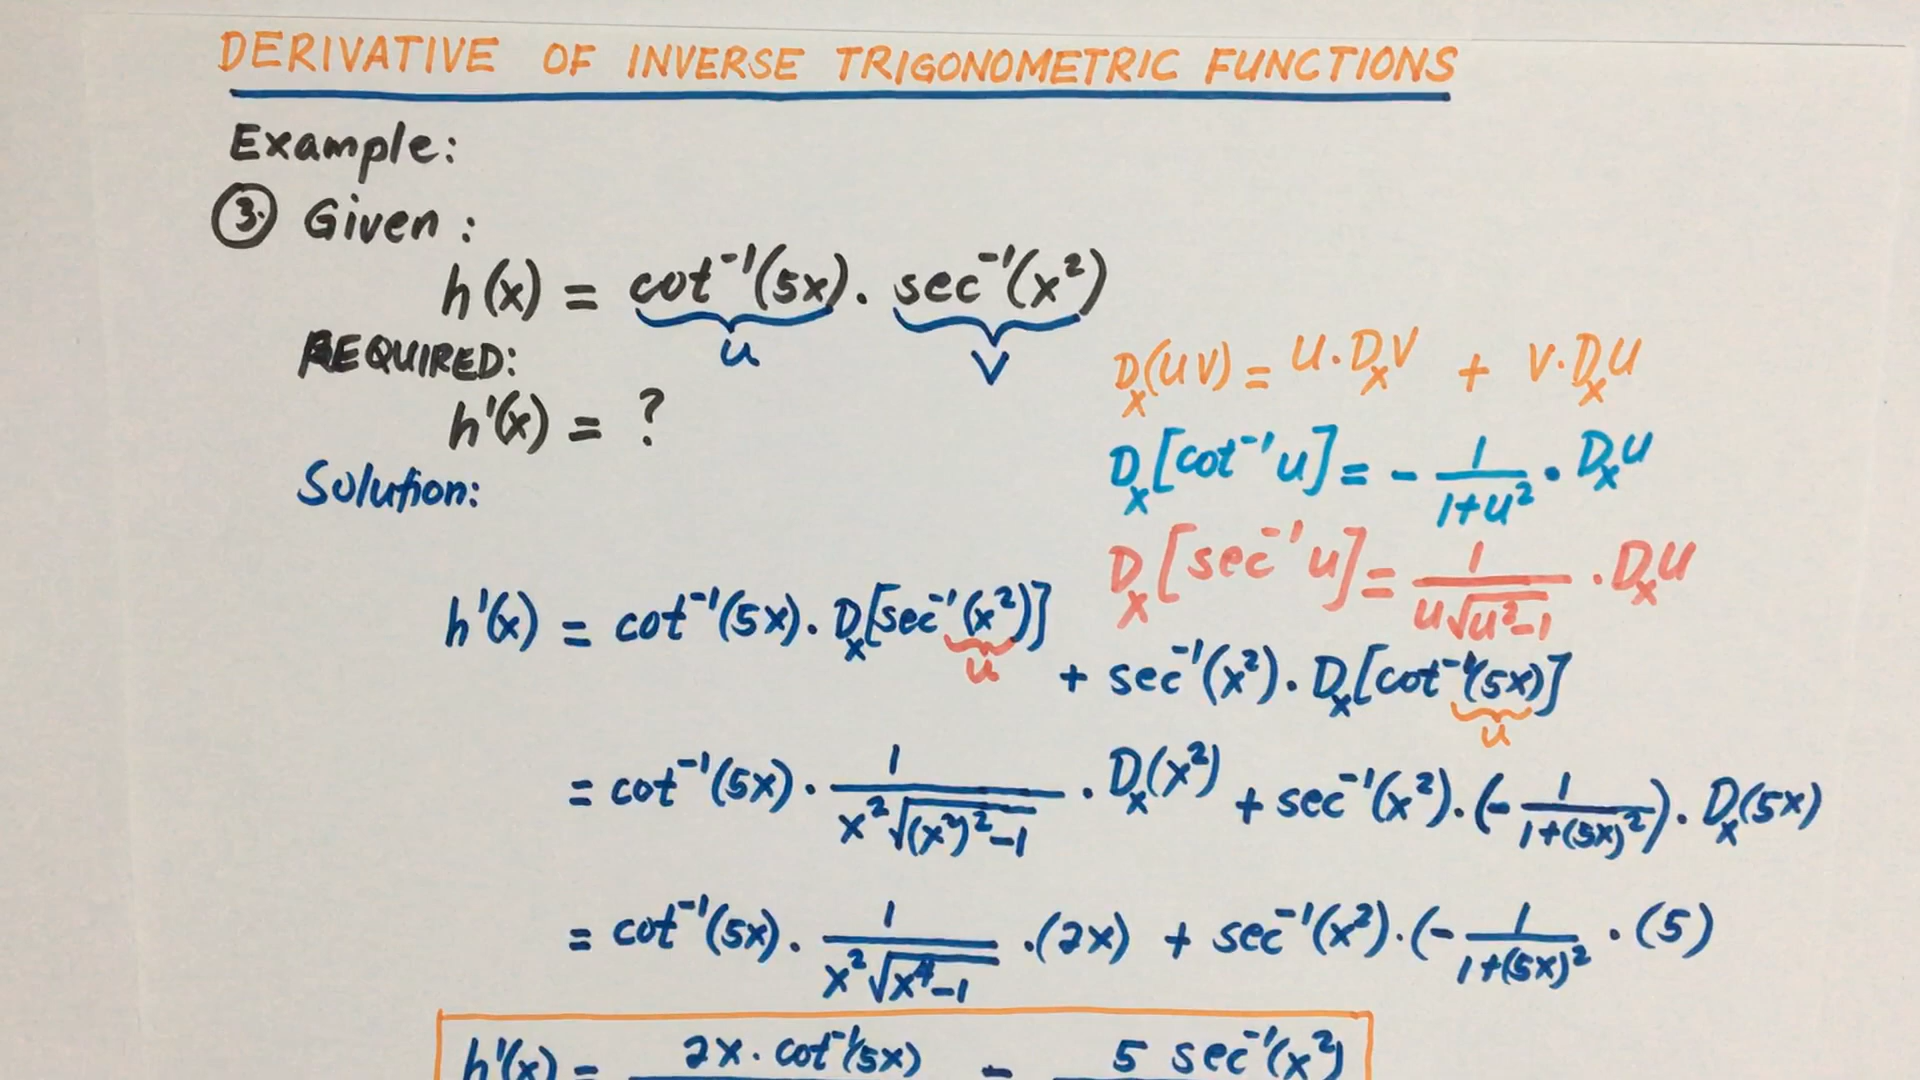 DERIVATIVE OF INVERSE TRIGONOMETRIC FUNCTIONS
Example:
③ Given:
h(x) = cot⁻¹(5x) · sec⁻¹(x²)
u V
REQUIRED:
h'(x) = ?
Dₓ(UV) = U·DₓV + V·DₓU
Dₓ[cot⁻¹u] = - 1/(1+u²) · DₓU
Solution:
Dₓ[sec⁻¹u] = 1/(u√(u²-1)) · DₓU
h'(x) = cot⁻¹(5x) · Dₓ[sec⁻¹(x²)]
u
+ sec⁻¹(x²) · Dₓ[cot⁻¹(5x)]
u
= cot⁻¹(5x) · 1/(x²√((x²)²-1)) · Dₓ(x²) + sec⁻¹(x²) · (- 1/(1+(5x)²)) · Dₓ(5x)
= cot⁻¹(5x) · 1/(x²√(x⁴-1)) · (2x) + sec⁻¹(x²) · (- 1/(1+(5x)²) · (5)
h'(x) = 2x · cot⁻¹(5x) - 5 sec⁻¹(x²)